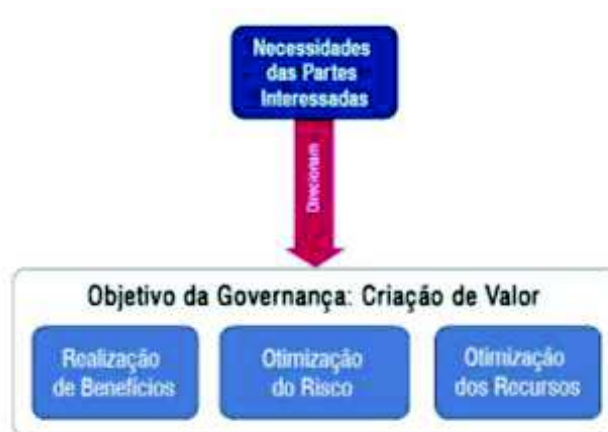 Necessidades
das Partes
Interessadas
Direcionam
Objetivo da Governança: Criação de Valor
Realização
de Benefícios
Otimização
do Risco
Otimização
dos Recursos